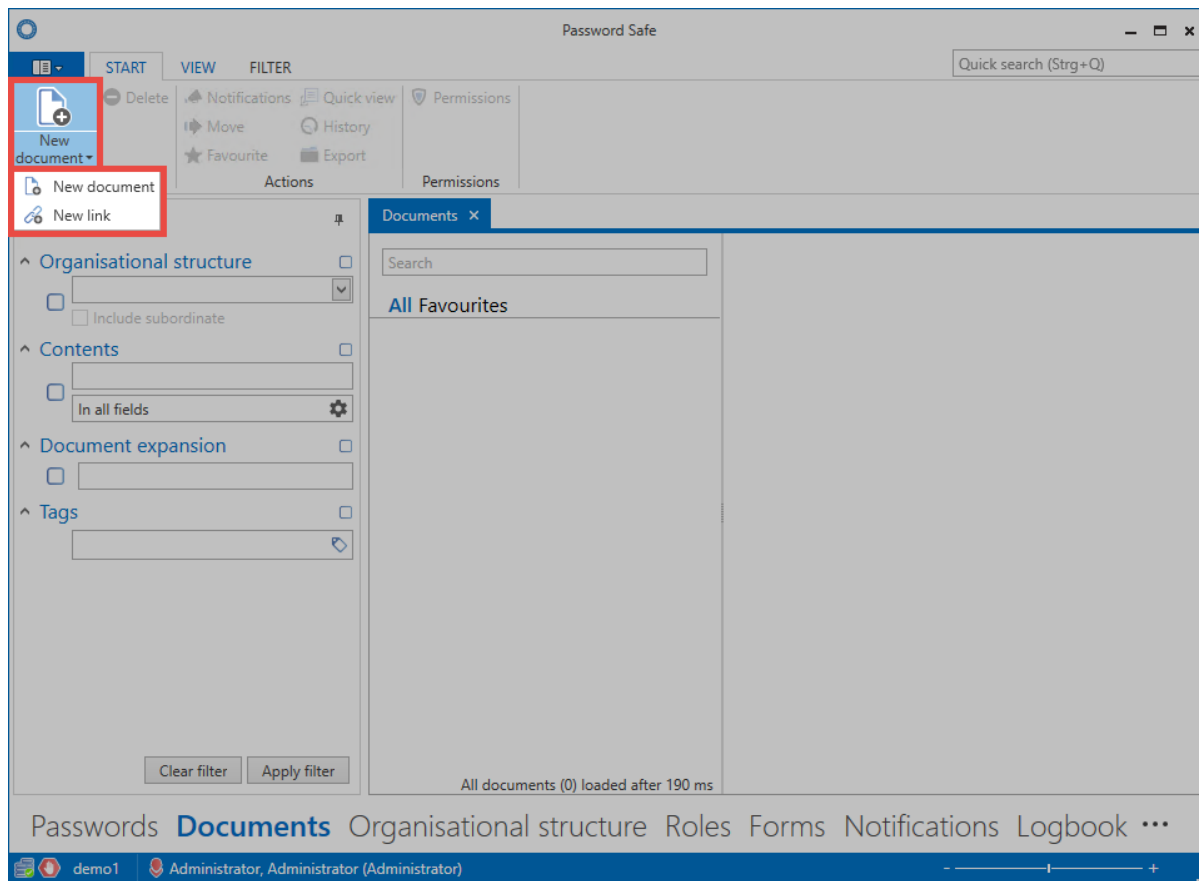 Password Safe
START VIEW FILTER
Quick search (Strg+Q)
New document
Delete
Notifications
Quick view
Permissions
Move
History
Favourite
Export
Actions
Permissions
New document
New link
Documents
Organisational structure
Include subordinate
Contents
In all fields
Document expansion
Tags
Clear filter
Apply filter
Search
All Favourites
All documents (0) loaded after 190 ms
Passwords Documents Organisational structure Roles Forms Notifications Logbook •••
demo1
Administrator, Administrator (Administrator)
- +